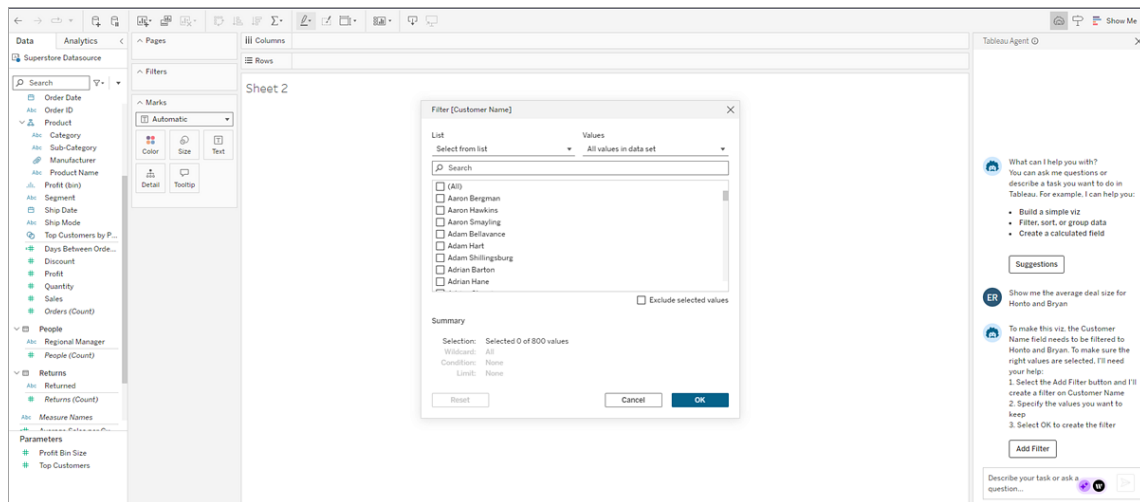 Show Me
Data
Analytics
Pages
Columns
Tableau Agent
Superstore Datasource
Rows
Search
Filters
Sheet 2
Order Date
Abc Order ID
Product
Abc Category
Abc Sub-Category
Manufacturer
Abc Product Name
Profit (bin)
Abc Segment
Ship Date
Abc Ship Mode
Top Customers by P...
Days Between Orde...
Discount
Profit
Quantity
Sales
Orders (Count)
People
Abc Regional Manager
People (Count)
Returns
Abc Returned
Returns (Count)
Abc Measure Names
Parameters
Profit Bin Size
Top Customers
Marks
Automatic
Color
Size
Text
Detail
Tooltip
Filter [Customer Name]
List
Values
Select from list
All values in data set
Search
(All)
Aaron Bergman
Aaron Hawkins
Aaron Smayling
Adam Bellavance
Adam Hart
Adam Shillingsburg
Adrian Barton
Adrian Hane
Exclude selected values
Summary
Selection: Selected 0 of 800 values
Wildcard: All
Condition: None
Limit: None
Reset
Cancel
OK
What can I help you with?
You can ask me questions or
describe a task you want to do in
Tableau. For example, I can help you:
• Build a simple viz
• Filter, sort, or group data
• Create a calculated field
Suggestions
ER
Show me the average deal size for
Honto and Bryan
To make this viz, the Customer
Name field needs to be filtered to
Honto and Bryan. To make sure the
right values are selected, I'll need
your help:
1. Select the Add Filter button and I'll
create a filter on Customer Name
2. Specify the values you want to
keep
3. Select OK to create the filter
Add Filter
Describe your task or ask a
question...